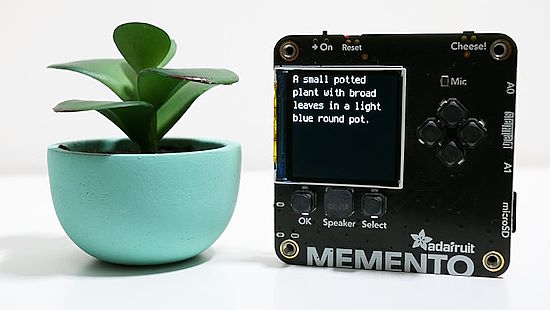 On Reset Cheese!
Mic
A small potted
plant with broad
leaves in a light
blue round pot.
A0
A1
microSD
OK Speaker Select
adafruit
MEMENTO